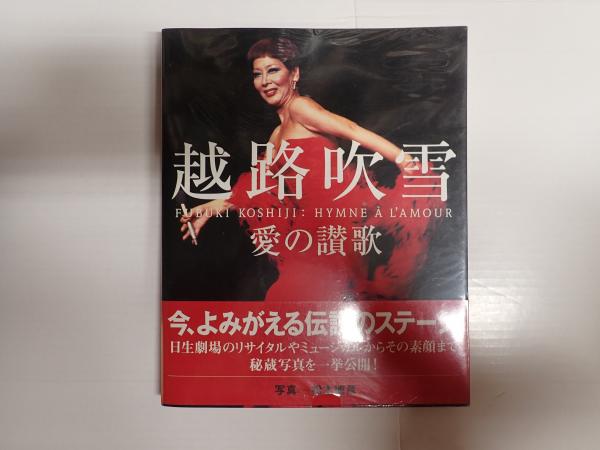 越路吹雪
FUBUKI KOSHIJI: HYMNE À L'AMOUR
愛の讃歌
今、よみがえる伝説のステージ
日生劇場のリサイタルやミュージカルからその素顔まで
秘蔵写真を一挙公開!
写真